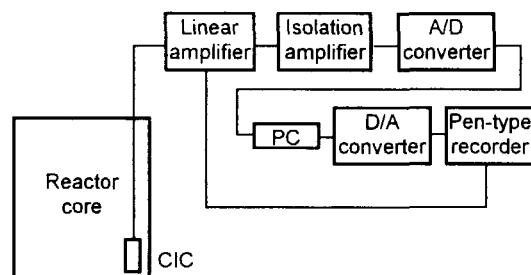 Linear
amplifier
Isolation
amplifier
A/D
converter
PC
D/A
converter
Pen-type
recorder
Reactor
core
CIC